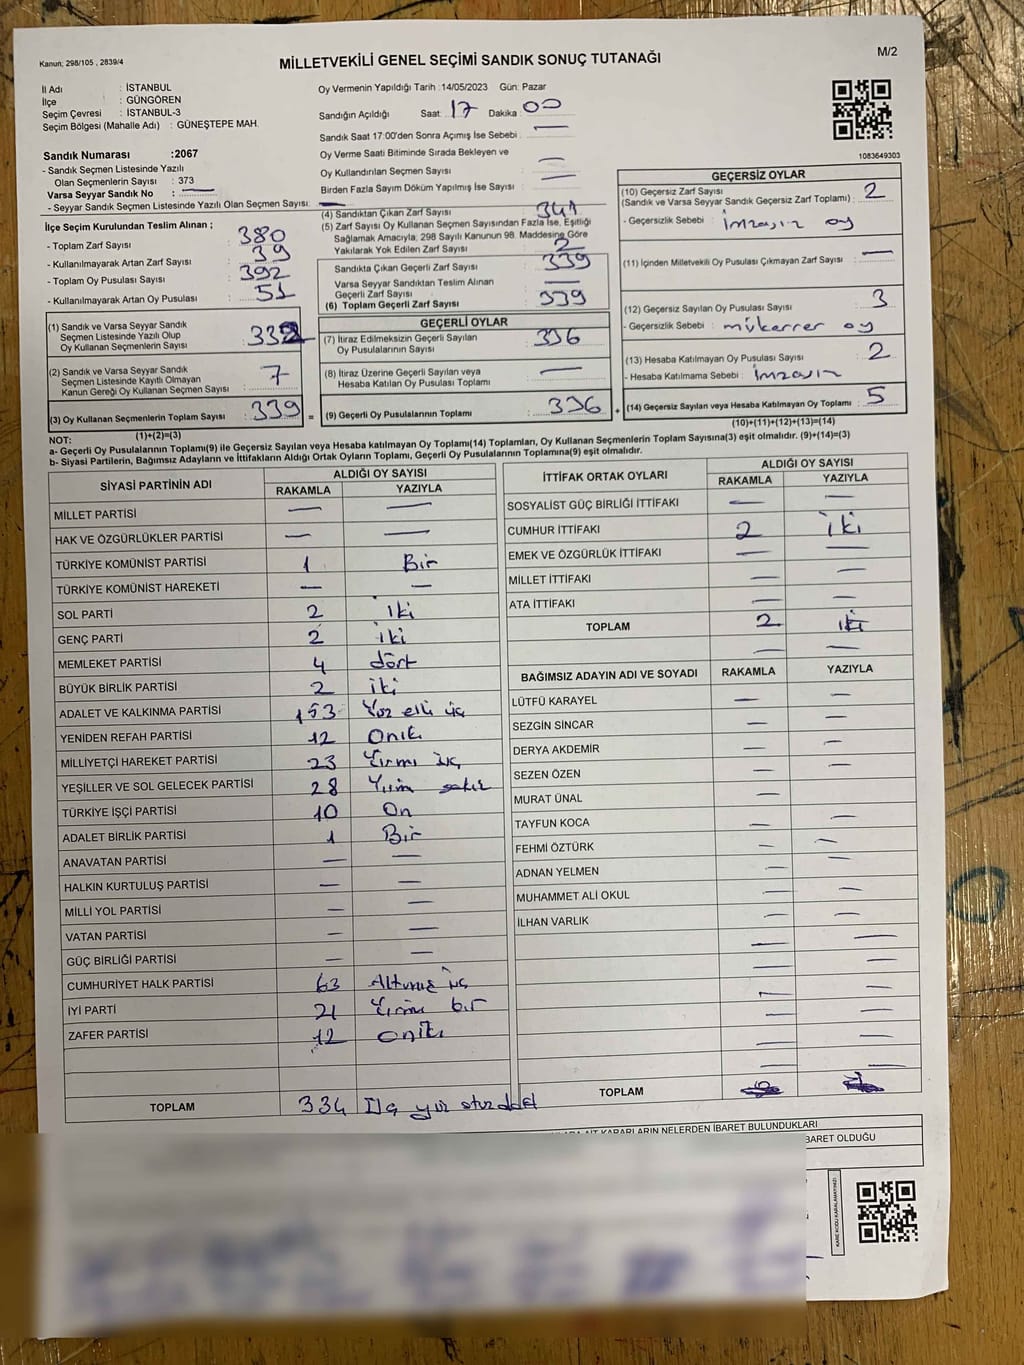 Kanun; 298/105 , 2839/4
MİLLETVEKİLİ GENEL SEÇİMİ SANDIK SONUÇ TUTANAĞI
M/2
İl Adı : İSTANBUL
İlçe : GÜNGÖREN
Seçim Çevresi : İSTANBUL-3
Seçim Bölgesi (Mahalle Adı) : GÜNEŞTEPE MAH.
Oy Vermenin Yapıldığı Tarih :14/05/2023 Gün: Pazar
Sandığın Açıldığı Saat 17 Dakika 00
Sandık Saat 17:00'den Sonra Açımış İse Sebebi : —
Oy Verme Saati Bitiminde Sırada Bekleyen ve
Oy Kullandırılan Seçmen Sayısı : —
Birden Fazla Sayım Döküm Yapılmış İse Sayısı : —
1083649303
Sandık Numarası :2067
- Sandık Seçmen Listesinde Yazılı
Olan Seçmenlerin Sayısı : 373
Varsa Seyyar Sandık No : —
- Seyyar Sandık Seçmen Listesinde Yazılı Olan Seçmen Sayısı: —
İlçe Seçim Kurulundan Teslim Alınan ;
- Toplam Zarf Sayısı : 380
- Kullanılmayarak Artan Zarf Sayısı : 39
- Toplam Oy Pusulası Sayısı : 392
- Kullanılmayarak Artan Oy Pusulası : 51
(1) Sandık ve Varsa Seyyar Sandık
Seçmen Listesinde Yazılı Olup
Oy Kullanan Seçmenlerin Sayısı : 332
(2) Sandık ve Varsa Seyyar Sandık
Seçmen Listesinde Kayıtlı Olmayan
Kanun Gereği Oy Kullanan Seçmen Sayısı : 7
(3) Oy Kullanan Seçmenlerin Toplam Sayısı : 339 =
(1)+(2)=(3)
(4) Sandıktan Çıkan Zarf Sayısı : 341
(5) Zarf Sayısı Oy Kullanan Seçmen Sayısından Fazla İse, Eşitliği
Sağlamak Amacıyla; 298 Sayılı Kanunun 98. Maddesine Göre
Yakılarak Yok Edilen Zarf Sayısı : 2
Sandıkta Çıkan Geçerli Zarf Sayısı : 339
Varsa Seyyar Sandıktan Teslim Alınan
Geçerli Zarf Sayısı : —
(6) Toplam Geçerli Zarf Sayısı : 339
GEÇERLİ OYLAR
(7) İtiraz Edilmeksizin Geçerli Sayılan
Oy Pusulalarının Sayısı : 336
(8) İtiraz Üzerine Geçerli Sayılan veya
Hesaba Katılan Oy Pusulası Toplamı : —
(9) Geçerli Oy Pusulalarının Toplamı : 336 +
GEÇERSİZ OYLAR
(10) Geçersiz Zarf Sayısı : 2
(Sandık ve Varsa Seyyar Sandık Geçersiz Zarf Toplamı)
- Geçersizlik Sebebi : imzasız oy
(11) İçinden Milletvekili Oy Pusulası Çıkmayan Zarf Sayısı : —
(12) Geçersiz Sayılan Oy Pusulası Sayısı : 3
- Geçersizlik Sebebi : mükerrer oy
(13) Hesaba Katılmayan Oy Pusulası Sayısı : 2
- Hesaba Katılmama Sebebi : imzasız
(14) Geçersiz Sayılan veya Hesaba Katılmayan Oy Toplamı : 5
(10)+(11)+(12)+(13)=(14)
NOT:
a- Geçerli Oy Pusulalarının Toplamı(9) ile Geçersiz Sayılan veya Hesaba katılmayan Oy Toplamı(14) Toplamları, Oy Kullanan Seçmenlerin Toplam Sayısına(3) eşit olmalıdır. (9)+(14)=(3)
b- Siyasi Partilerin, Bağımsız Adayların ve İttifakların Aldığı Ortak Oyların Toplamı, Geçerli Oy Pusulalarının Toplamına(9) eşit olmalıdır.
SİYASİ PARTİNİN ADI ALDIĞI OY SAYISI
RAKAMLA YAZIYLA
MİLLET PARTİSİ — —
HAK VE ÖZGÜRLÜKLER PARTİSİ — —
TÜRKİYE KOMÜNİST PARTİSİ 1 Bir
TÜRKİYE KOMÜNİST HAREKETİ — —
SOL PARTİ 2 iki
GENÇ PARTİ 2 iki
MEMLEKET PARTİSİ 4 dört
BÜYÜK BİRLİK PARTİSİ 2 iki
ADALET VE KALKINMA PARTİSİ 153 Yüz elli üç
YENİDEN REFAH PARTİSİ 12 Oniki
MİLLİYETÇİ HAREKET PARTİSİ 23 Yirmi üç
YEŞİLLER VE SOL GELECEK PARTİSİ 28 Yirmi sekiz
TÜRKİYE İŞÇİ PARTİSİ 10 On
ADALET BİRLİK PARTİSİ 1 Bir
ANAVATAN PARTİSİ — —
HALKIN KURTULUŞ PARTİSİ — —
MİLLİ YOL PARTİSİ — —
VATAN PARTİSİ — —
GÜÇ BİRLİĞİ PARTİSİ — —
CUMHURİYET HALK PARTİSİ 63 Altmış üç
İYİ PARTİ 21 Yirmi bir
ZAFER PARTİSİ 12 oniki
TOPLAM 334 Üç yüz otuz dört
İTTİFAK ORTAK OYLARI ALDIĞI OY SAYISI
RAKAMLA YAZIYLA
SOSYALİST GÜÇ BİRLİĞİ İTTİFAKI — —
CUMHUR İTTİFAKI 2 iki
EMEK VE ÖZGÜRLÜK İTTİFAKI — —
MİLLET İTTİFAKI — —
ATA İTTİFAKI — —
TOPLAM 2 iki
— —
BAĞIMSIZ ADAYIN ADI VE SOYADI RAKAMLA YAZIYLA
LÜTFÜ KARAYEL — —
SEZGİN SİNCAR — —
DERYA AKDEMİR — —
SEZEN ÖZEN — —
MURAT ÜNAL — —
TAYFUN KOCA — —
FEHMİ ÖZTÜRK — —
ADNAN YELMEN — —
MUHAMMET ALİ OKUL — —
İLHAN VARLIK — —
TOPLAM
KARARLARIN NELERDEN İBARET BULUNDUKLARI
BARET OLDUĞU
KARE KODU KARALAMAYINIZ!